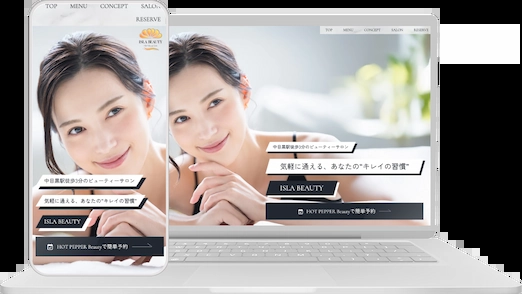 TOP MENU CONCEPT SALON
RESERVE
ISLA BEAUTY
中目黒駅徒歩3分のビューティーサロン
気軽に通える、あなたの“キレイの習慣”
ISLA BEAUTY
HOT PEPPER Beautyで簡単予約
TOP MENU CONCEPT SALON RESERVE
中目黒駅徒歩3分のビューティーサロン
気軽に通える、あなたの“キレイの習慣”
ISLA BEAUTY
HOT PEPPER Beautyで簡単予約